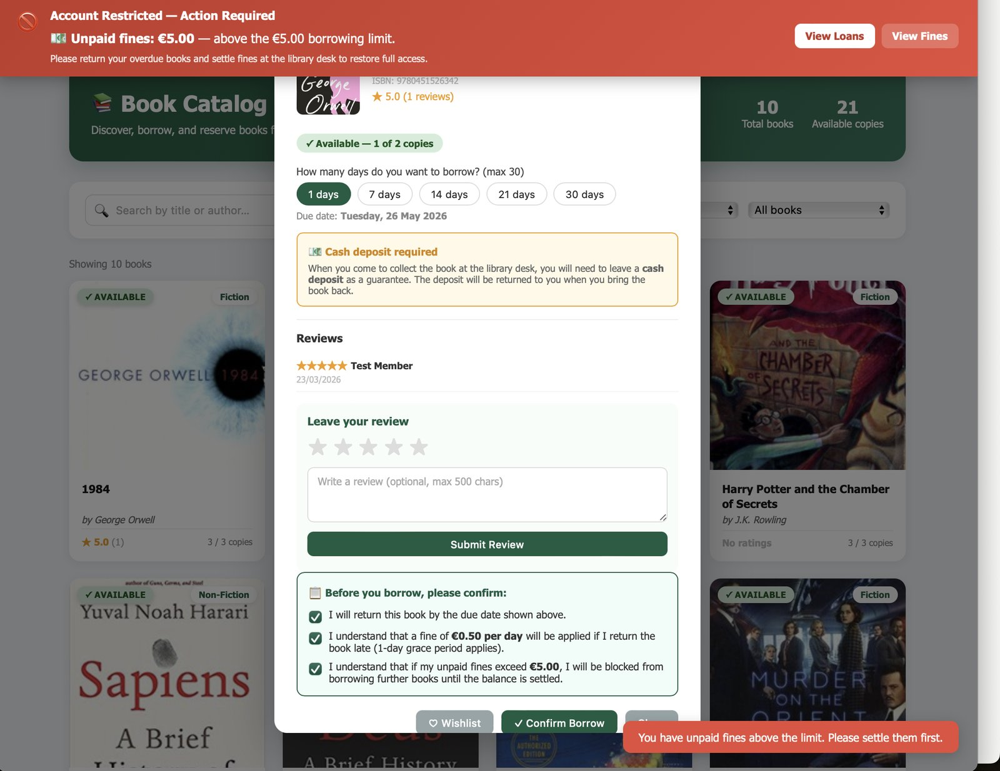 Account Restricted — Action Required
💵 Unpaid fines: €5.00 — above the €5.00 borrowing limit.
Please return your overdue books and settle fines at the library desk to restore full access.
View Loans
View Fines
Book Catalog
Discover, borrow, and reserve books f
10
Total books
21
Available copies
George
Orwell
ISBN: 9780451526342
★ 5.0 (1 reviews)
✓ Available — 1 of 2 copies
How many days do you want to borrow? (max 30)
1 days
7 days
14 days
21 days
30 days
Due date: Tuesday, 26 May 2026
💵 Cash deposit required
When you come to collect the book at the library desk, you will need to leave a cash
deposit as a guarantee. The deposit will be returned to you when you bring the
book back.
Reviews
★★★★★ Test Member
23/03/2026
Leave your review
★ ★ ★ ★ ★
Write a review (optional, max 500 chars)
Submit Review
📋 Before you borrow, please confirm:
I will return this book by the due date shown above.
I understand that a fine of €0.50 per day will be applied if I return the
book late (1-day grace period applies).
I understand that if my unpaid fines exceed €5.00, I will be blocked from
borrowing further books until the balance is settled.
♡ Wishlist
✓ Confirm Borrow
You have unpaid fines above the limit. Please settle them first.
Search by title or author...
All books
Showing 10 books
✓ AVAILABLE
Fiction
GEORGE ORWELL 1984
1984
by George Orwell
★ 5.0 (1)
3 / 3 copies
✓ AVAILABLE
Fiction
AND THE
CHAMBER
OF
SECRETS
Harry Potter and the Chamber
of Secrets
by J.K. Rowling
No ratings
3 / 3 copies
author of Guns, Germs, and Steel
✓ AVAILABLE
Non-Fiction
Yuval Noah Harari
Sapiens
A Brief
History of
Deus
A Brief History
THE
AUTHORIZED
EDITION
✓ AVAILABLE
Fiction
MURDER
ON THE
ORIENT